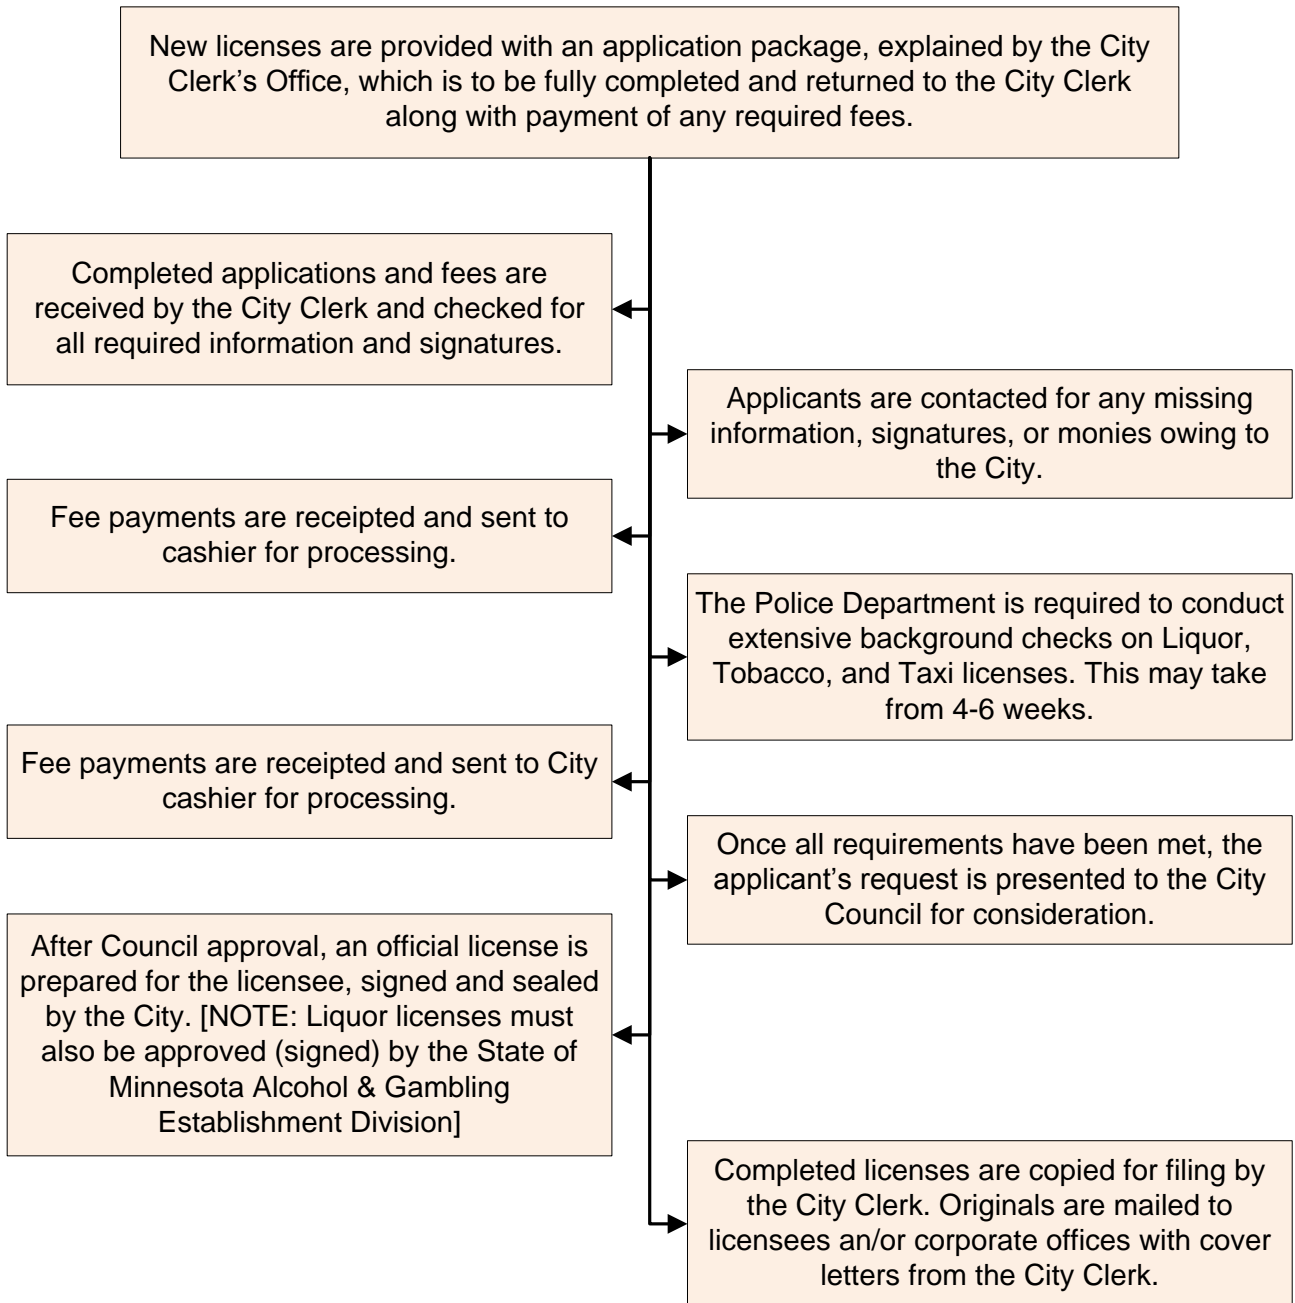 New licenses are provided with an application package, explained by the City
Clerk's Office, which is to be fully completed and returned to the City Clerk
along with payment of any required fees.
Completed applications and fees are
received by the City Clerk and checked for
all required information and signatures.
Applicants are contacted for any missing
information, signatures, or monies owing to
the City.
Fee payments are receipted and sent to
cashier for processing.
The Police Department is required to conduct
extensive background checks on Liquor,
Tobacco, and Taxi licenses. This may take
from 4-6 weeks.
Fee payments are receipted and sent to City
cashier for processing.
Once all requirements have been met, the
applicant's request is presented to the City
Council for consideration.
After Council approval, an official license is
prepared for the licensee, signed and sealed
by the City. [NOTE: Liquor licenses must
also be approved (signed) by the State of
Minnesota Alcohol & Gambling
Establishment Division]
Completed licenses are copied for filing by
the City Clerk. Originals are mailed to
licensees an/or corporate offices with cover
letters from the City Clerk.